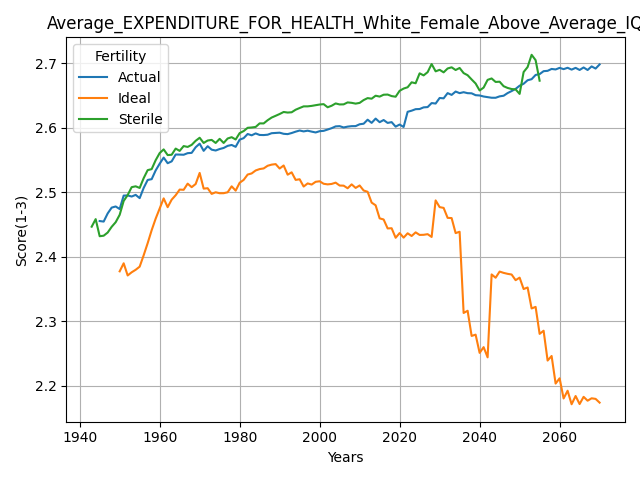 Average_EXPENDITURE_FOR_HEALTH_White_Female_Above_Average_IQ
Fertility
Actual
Ideal
Sterile
Score(1-3)
2.7
2.6
2.5
2.4
2.3
2.2
1940 1960 1980 2000 2020 2040 2060
Years